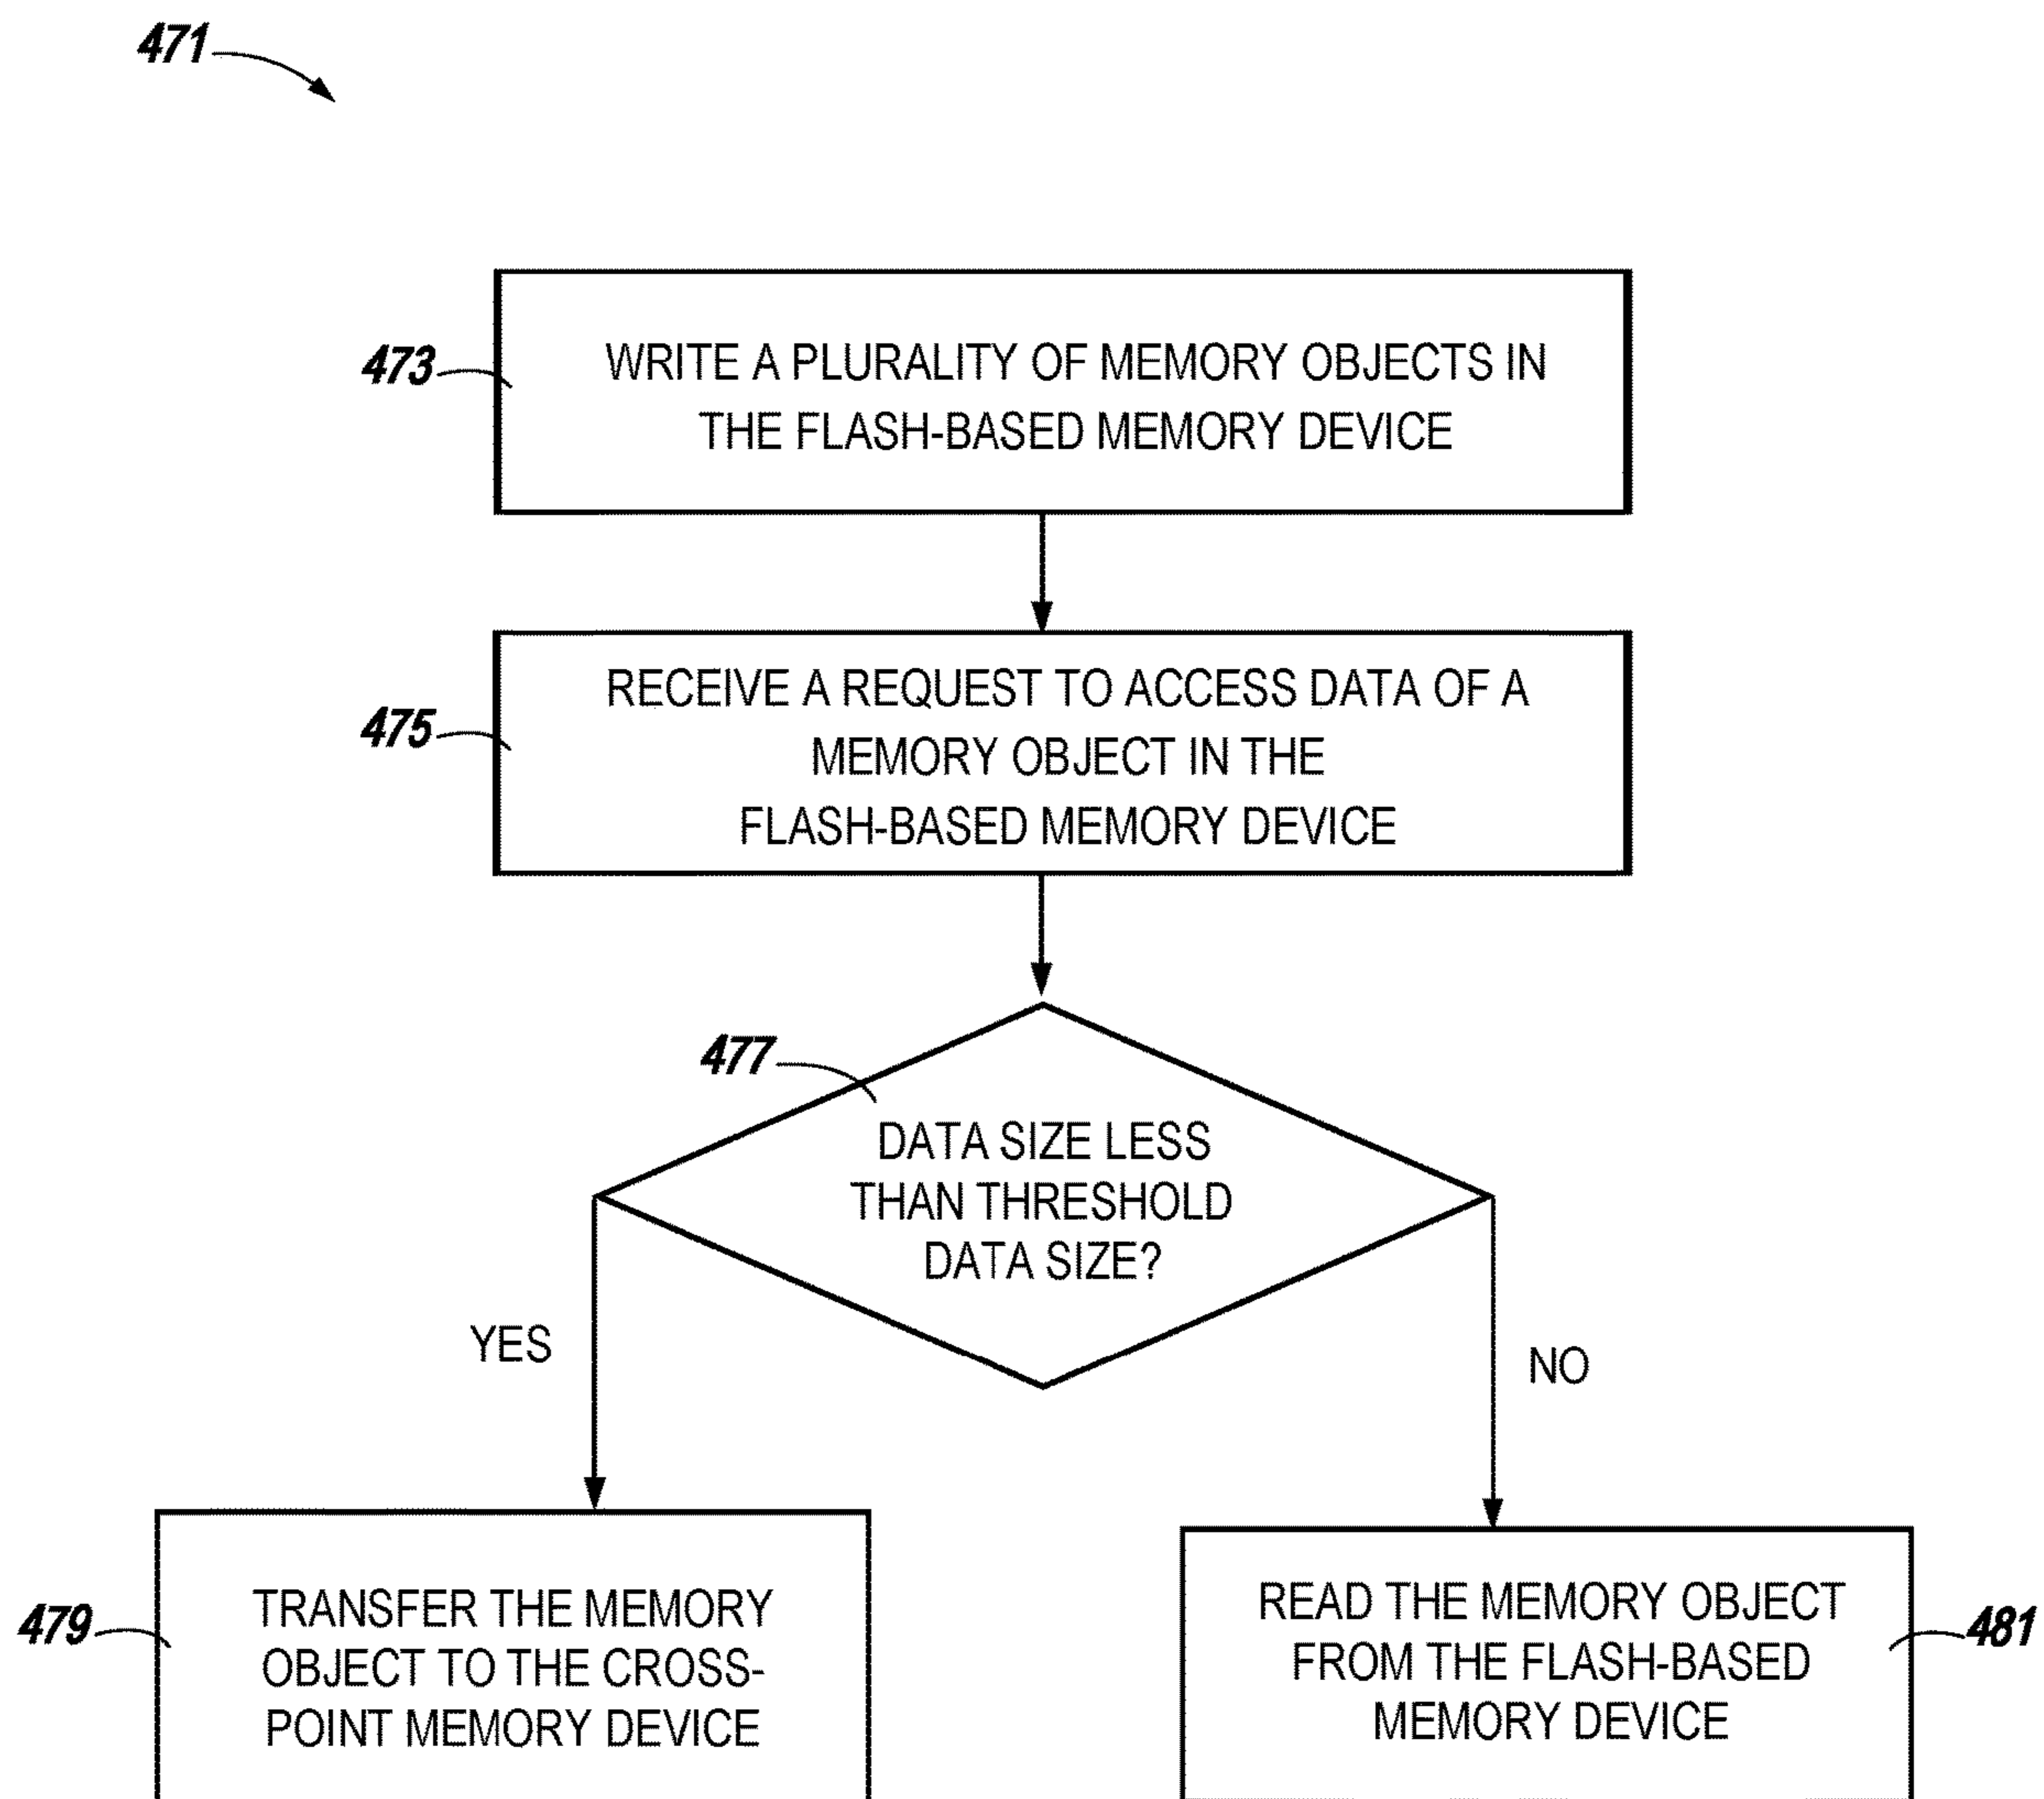 471
473
WRITE A PLURALITY OF MEMORY OBJECTS IN
THE FLASH-BASED MEMORY DEVICE
475
RECEIVE A REQUEST TO ACCESS DATA OF A
MEMORY OBJECT IN THE
FLASH-BASED MEMORY DEVICE
477
DATA SIZE LESS
THAN THRESHOLD
DATA SIZE?
YES
NO
479
TRANSFER THE MEMORY
OBJECT TO THE CROSS-
POINT MEMORY DEVICE
READ THE MEMORY OBJECT
FROM THE FLASH-BASED
MEMORY DEVICE
481